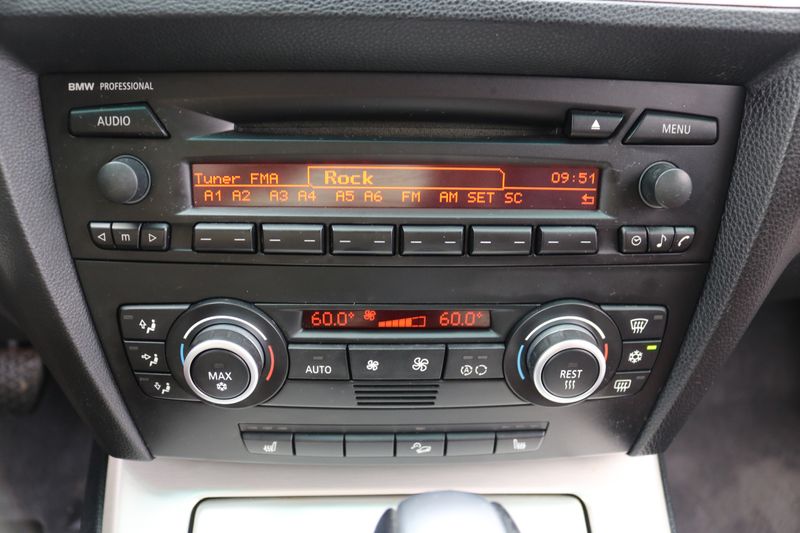 BMW PROFESSIONAL
AUDIO
MENU
Tuner FMA Rock 09:51
A1 A2 A3 A4 A5 A6 FM AM SET SC
m
60.0° 60.0°
MAX
AUTO
A
REST